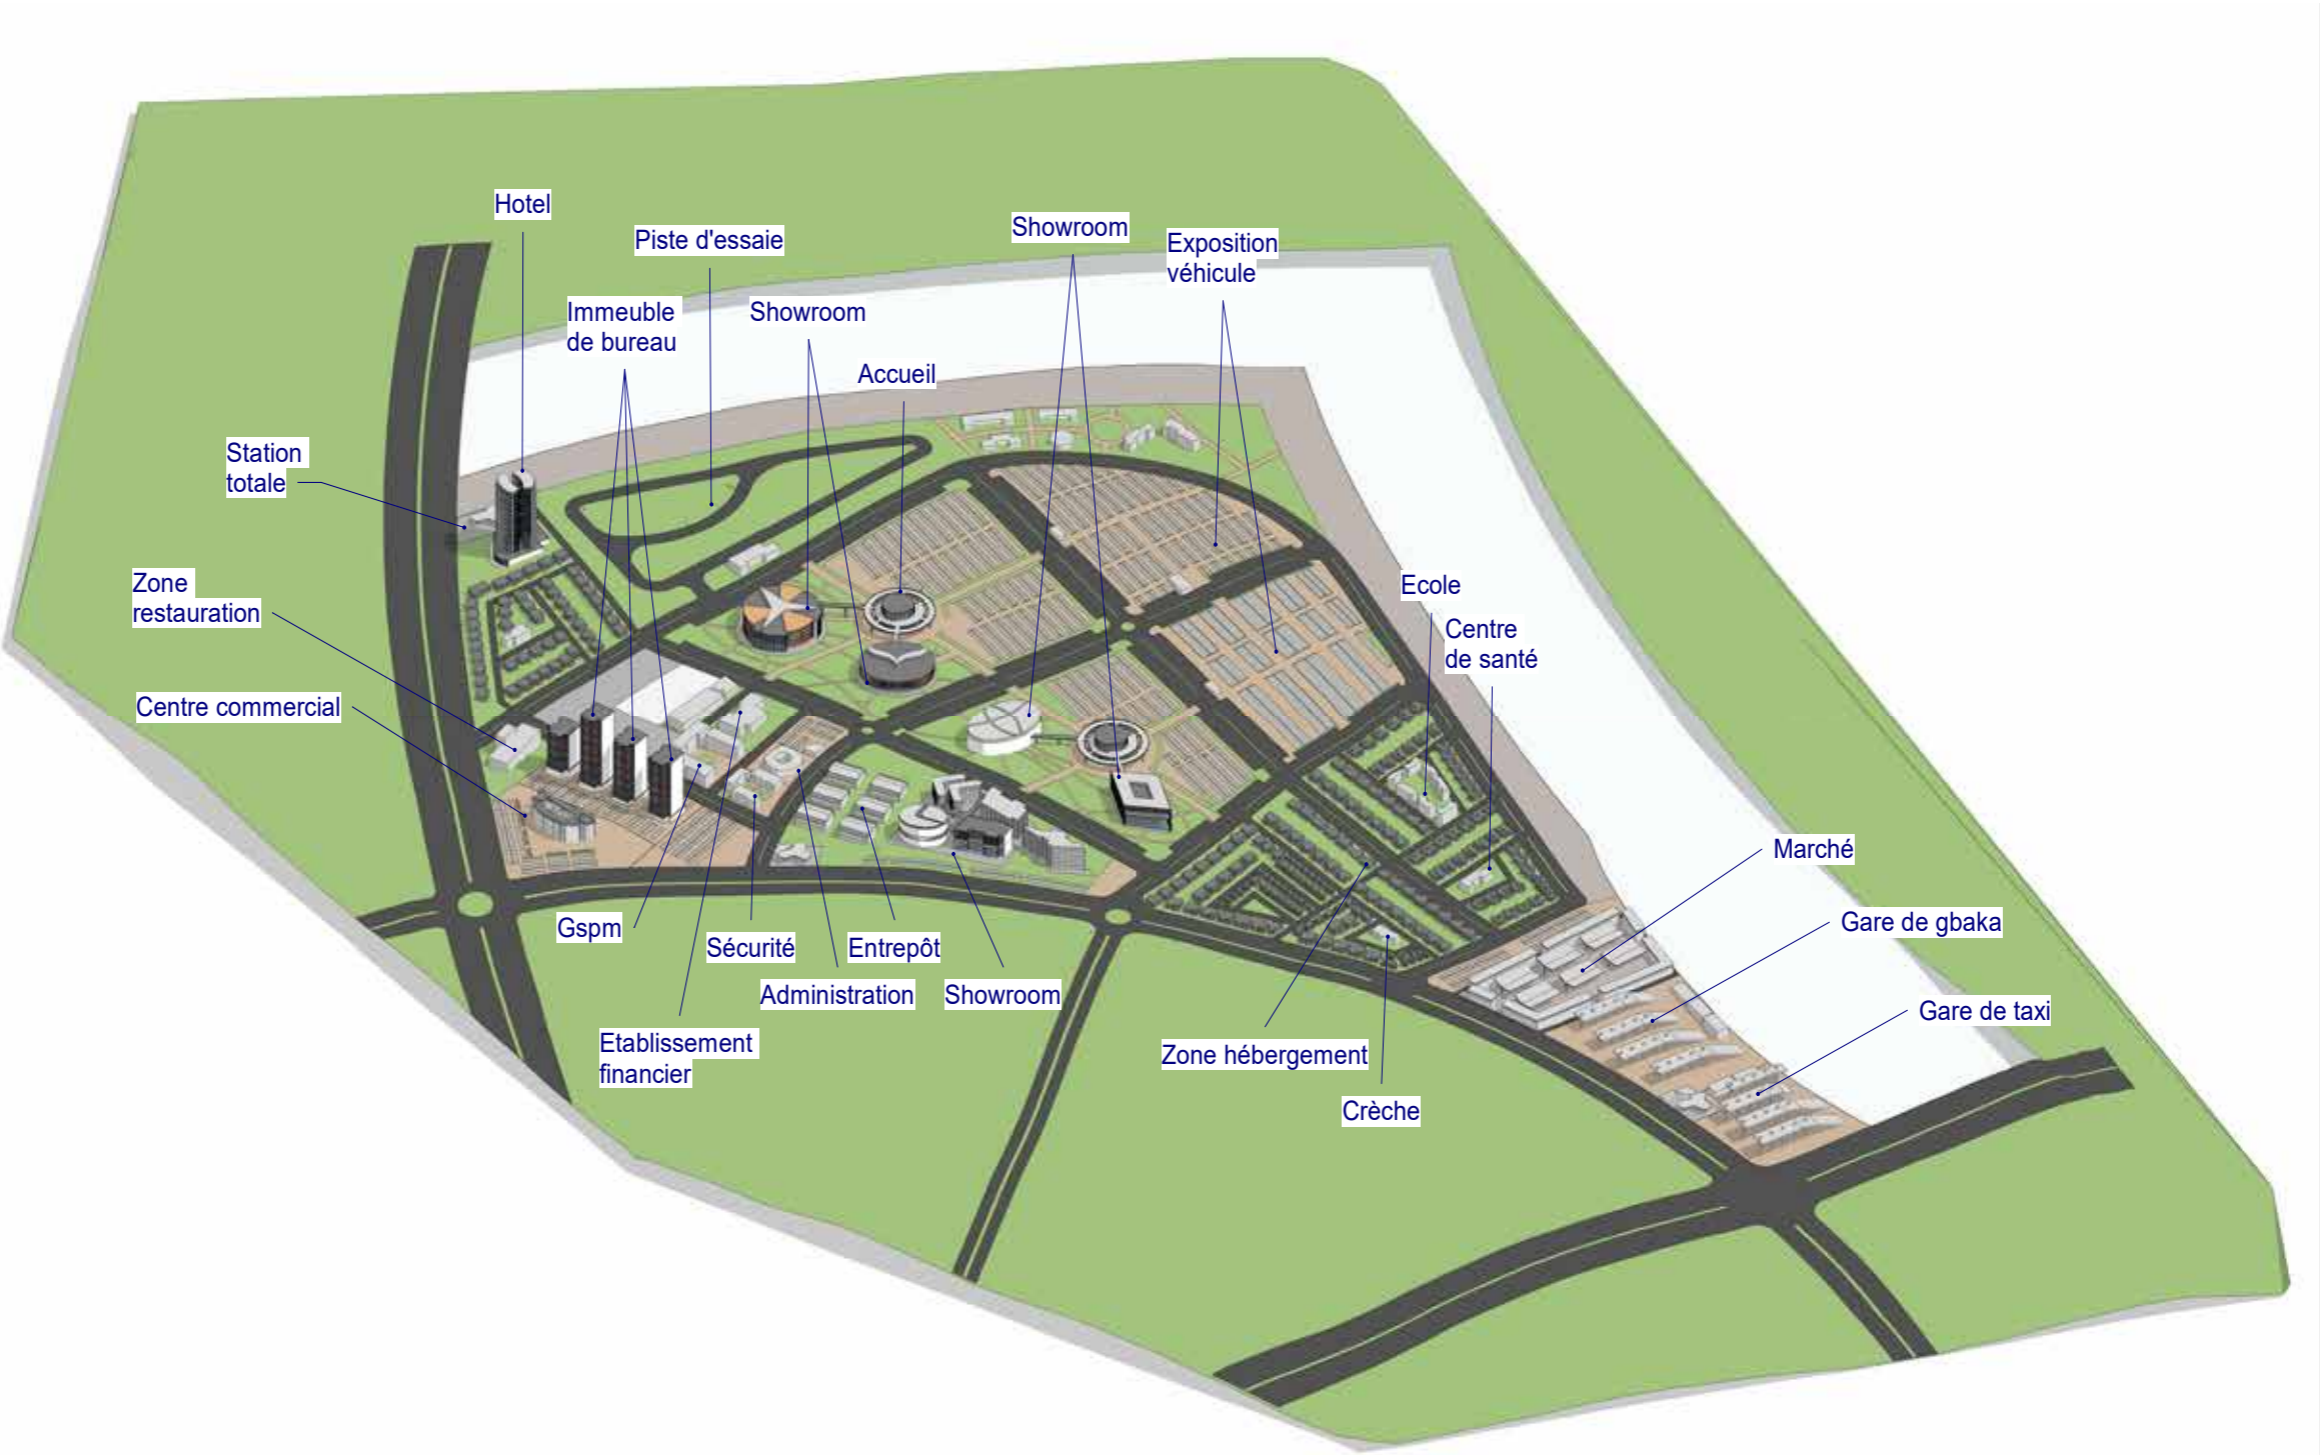 Hotel
Piste d'essaie
Showroom
Exposition
véhicule
Immeuble
de bureau
Showroom
Accueil
Station
totale
Zone
restauration
Ecole
Centre
de santé
Centre commercial
Marché
Gare de gbaka
Gspm
Sécurité
Entrepôt
Administration
Showroom
Gare de taxi
Etablissement
financier
Zone hébergement
Crèche